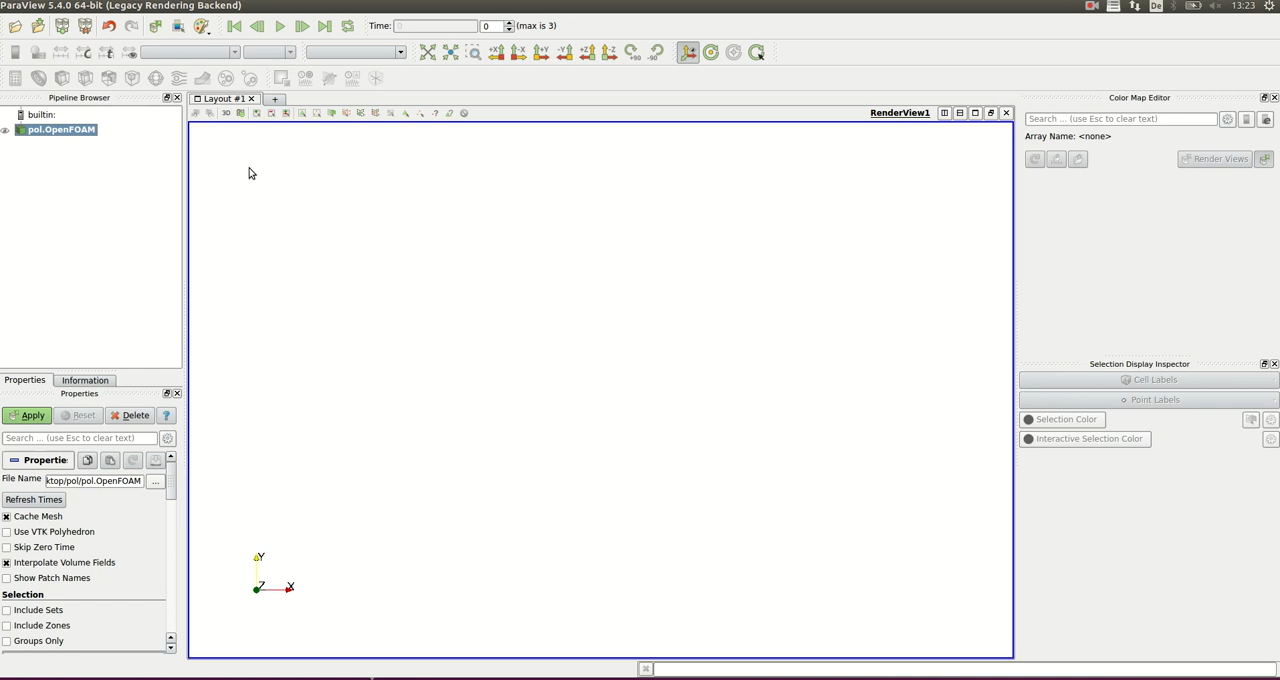 ParaView 5.4.0 64-bit (Legacy Rendering Backend)
De
13:23
Time: 0 0 (max is 3)
+X -X +Y -Y +Z -Z +90 -90
Pipeline Browser
Layout #1
Color Map Editor
builtin:
pol.OpenFOAM
3D
RenderView1
Search ... (use Esc to clear text)
Array Name: <none>
Render Views
Selection Display Inspector
Cell Labels
Point Labels
Selection Color
Interactive Selection Color
Properties Information
Properties
Apply Reset Delete ?
Search ... (use Esc to clear text)
Propertie
File Name ktop/pol/pol.OpenFOAM ...
Refresh Times
Cache Mesh
Use VTK Polyhedron
Skip Zero Time
Interpolate Volume Fields
Show Patch Names
Selection
Include Sets
Include Zones
Groups Only
Y
Z X